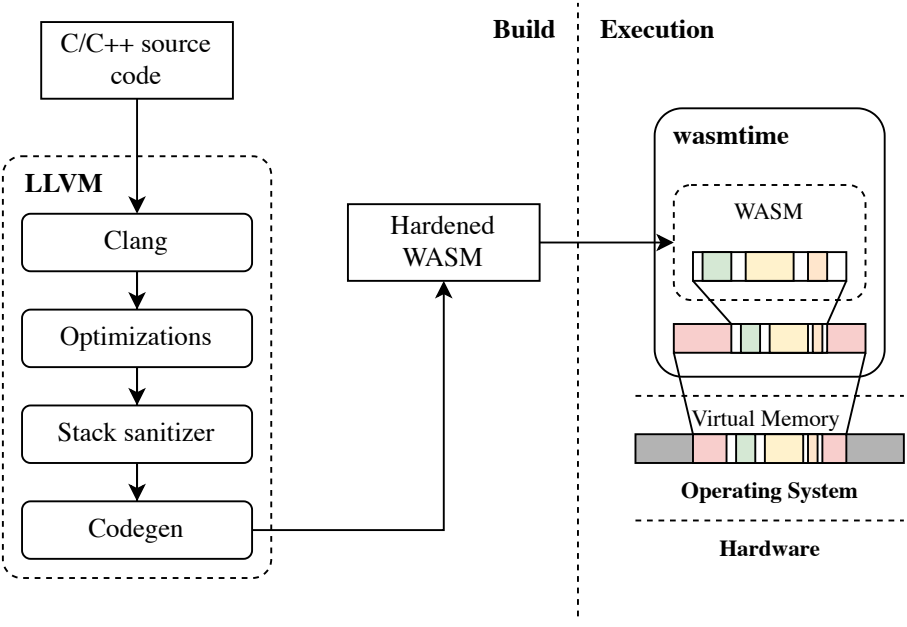 Build
Execution
C/C++ source
code
LLVM
Clang
Optimizations
Stack sanitizer
Codegen
Hardened
WASM
wasmtime
WASM
Virtual Memory
Operating System
Hardware